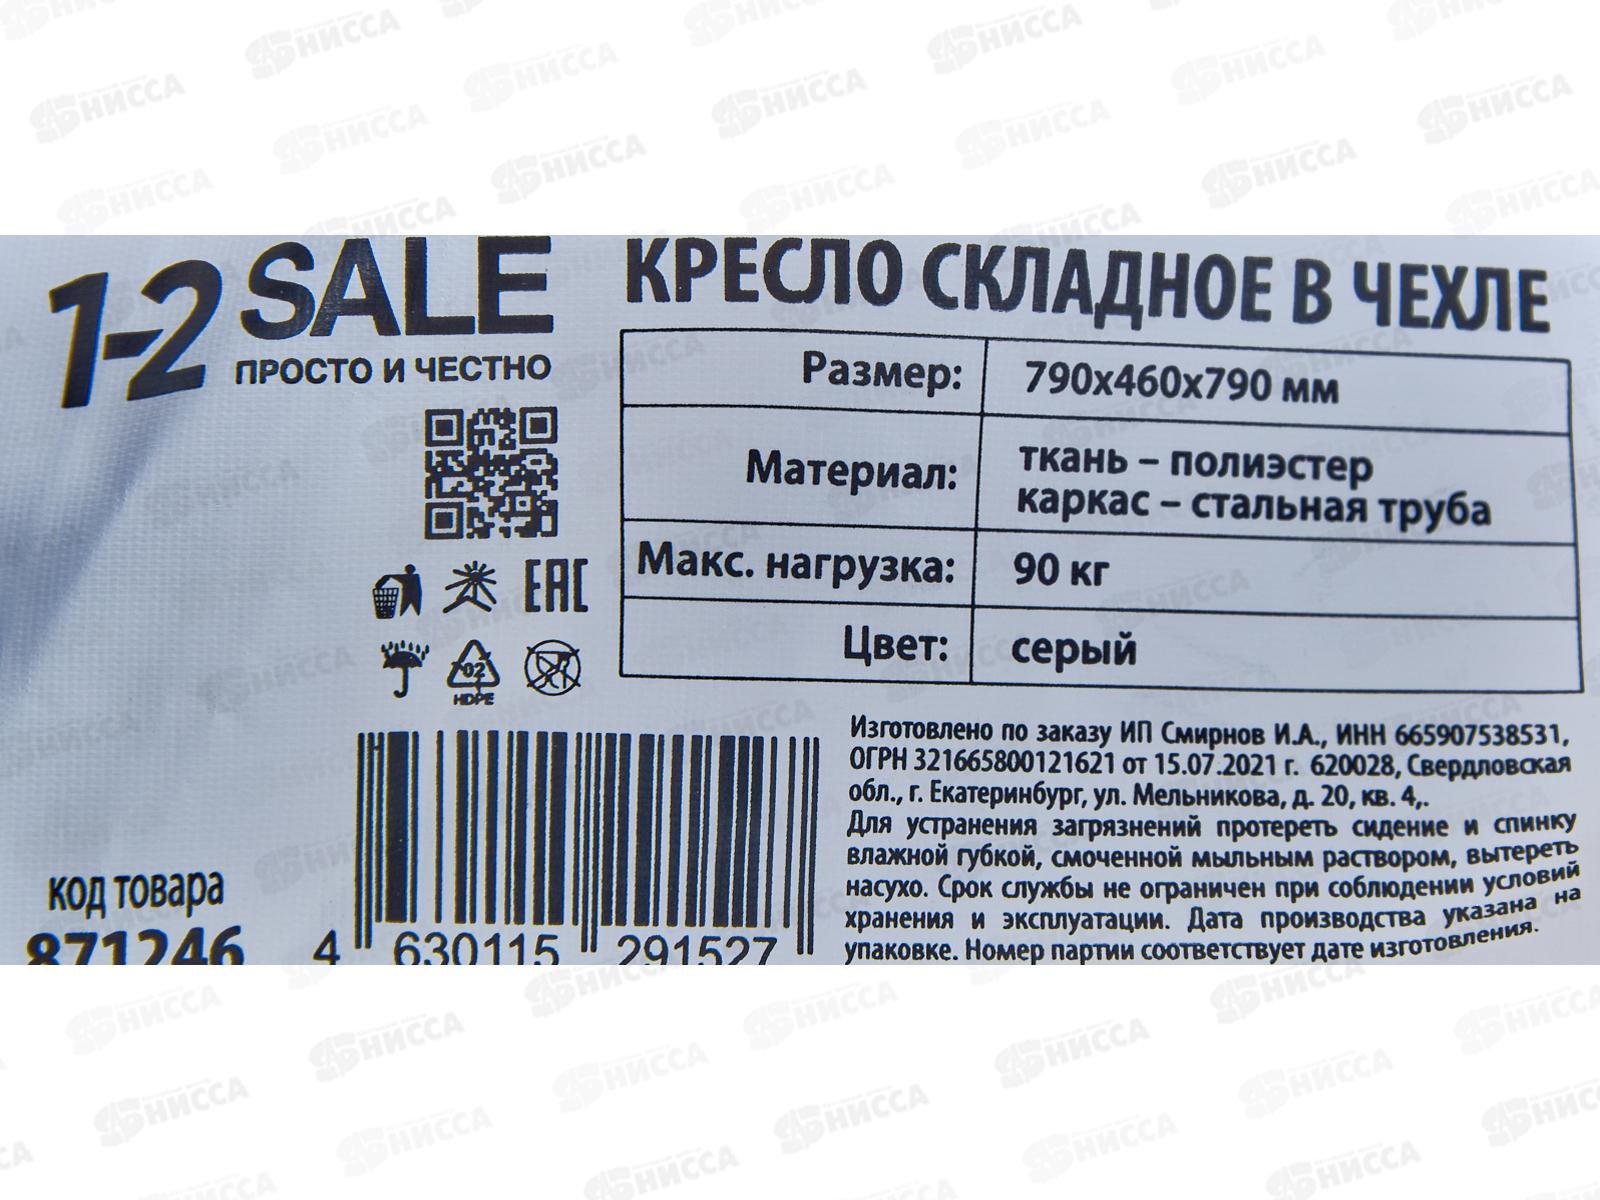 1-2 SALE
ПРОСТО И ЧЕСТНО
КРЕСЛО СКЛАДНОЕ В ЧЕХЛЕ
Размер: 790х460х790 мм
Материал: ткань – полиэстер
каркас – стальная труба
Макс. нагрузка: 90 кг
Цвет: серый
EAC
02
HDPE
Изготовлено по заказу ИП Смирнов И.А., ИНН 665907538531,
ОГРН 321665800121621 от 15.07.2021 г. 620028, Свердловская
обл., г. Екатеринбург, ул. Мельникова, д. 20, кв. 4,.
Для устранения загрязнений протереть сидение и спинку
влажной губкой, смоченной мыльным раствором, вытереть
насухо. Срок службы не ограничен при соблюдении условий
хранения и эксплуатации. Дата производства указана на
упаковке. Номер партии соответствует дате изготовления.
код товара
871246
4 630115 291527
НИССА